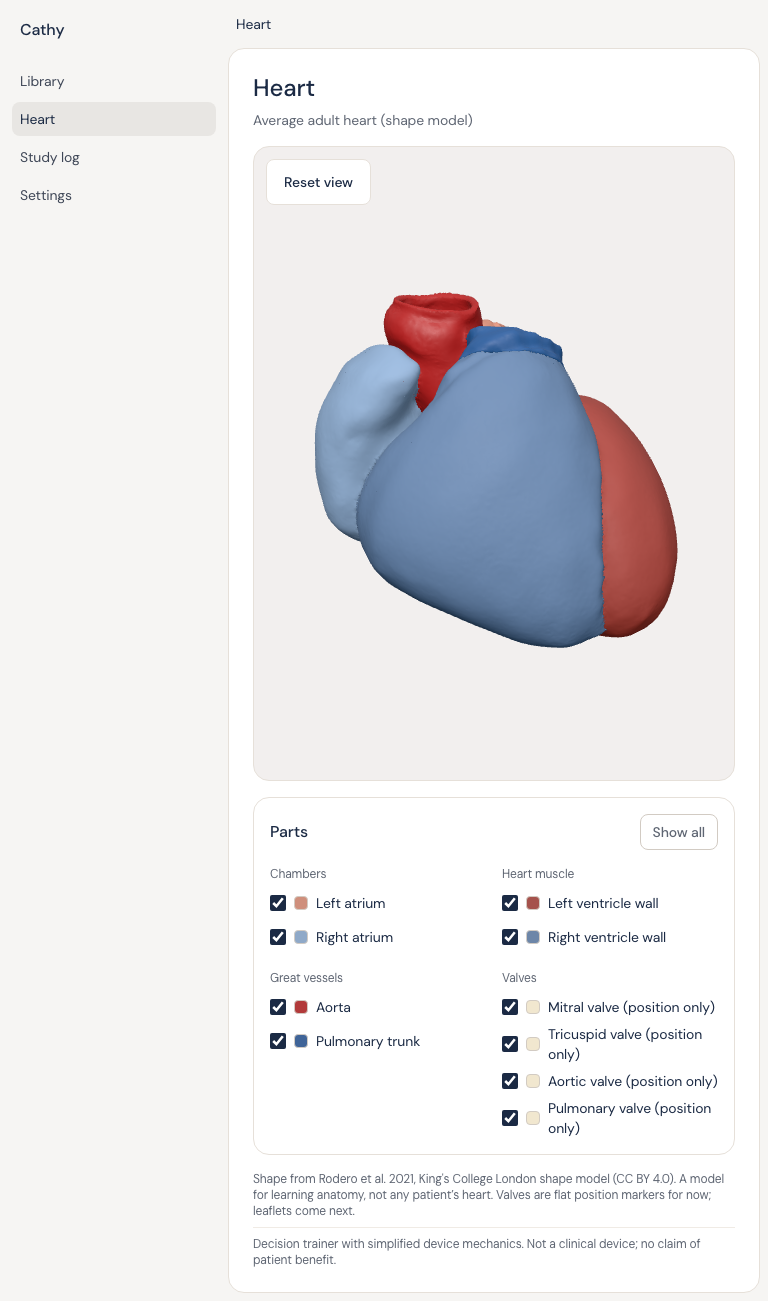 Cathy
Library
Heart
Study log
Settings
Heart
Heart
Average adult heart (shape model)
Reset view
Parts
Show all
Chambers
Left atrium
Right atrium
Heart muscle
Left ventricle wall
Right ventricle wall
Great vessels
Aorta
Pulmonary trunk
Valves
Mitral valve (position only)
Tricuspid valve (position
only)
Aortic valve (position only)
Pulmonary valve (position
only)
Shape from Rodero et al. 2021, King's College London shape model (CC BY 4.0). A model
for learning anatomy, not any patient's heart. Valves are flat position markers for now;
leaflets come next.
Decision trainer with simplified device mechanics. Not a clinical device; no claim of
patient benefit.